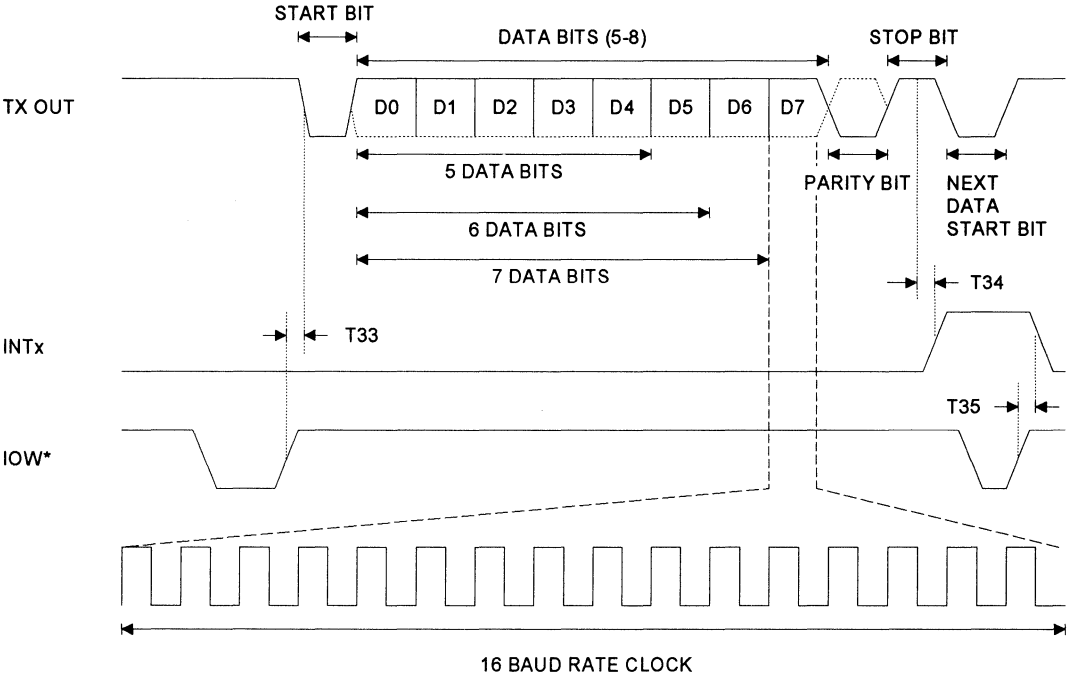 START BIT
DATA BITS (5-8)
STOP BIT
TX OUT
D0 D1 D2 D3 D4 D5 D6 D7
5 DATA BITS
PARITY BIT
NEXT
DATA
START BIT
6 DATA BITS
7 DATA BITS
T34
T33
INTx
T35
IOW*
16 BAUD RATE CLOCK